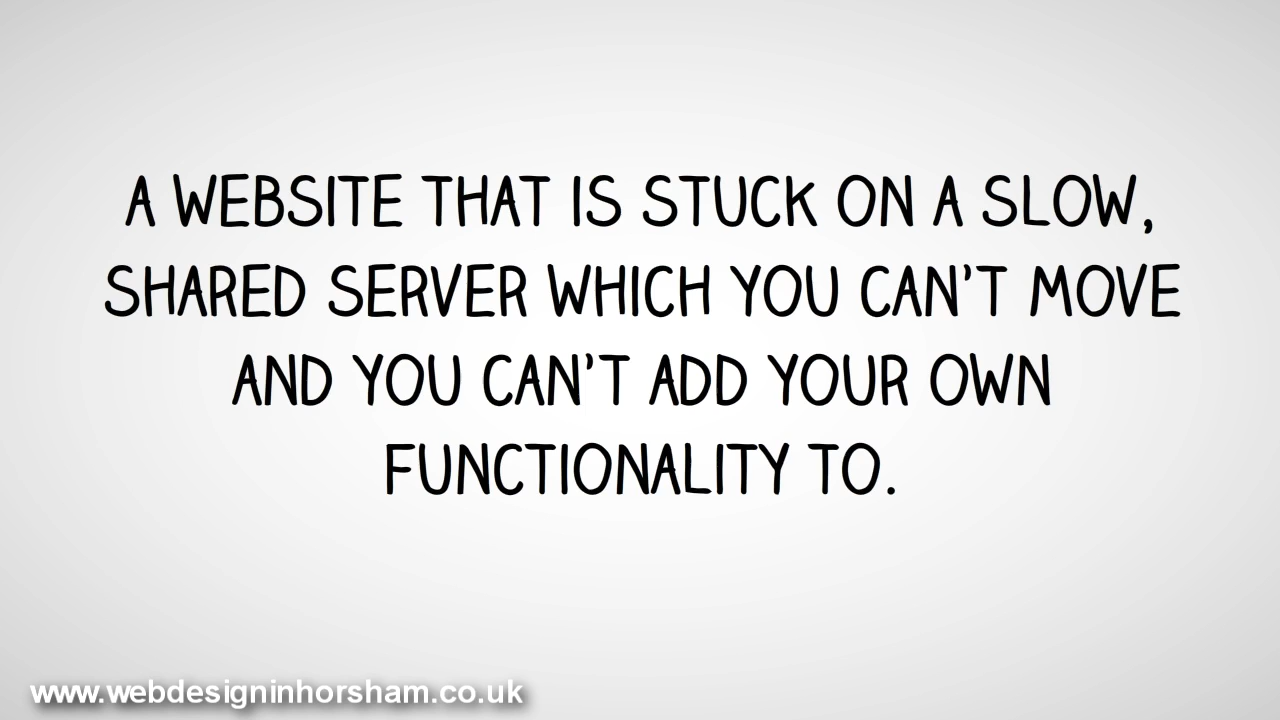 A WEBSITE THAT IS STUCK ON A SLOW,
SHARED SERVER WHICH YOU CAN'T MOVE
AND YOU CAN'T ADD YOUR OWN
FUNCTIONALITY TO.
www.webdesigninhorsham.co.uk